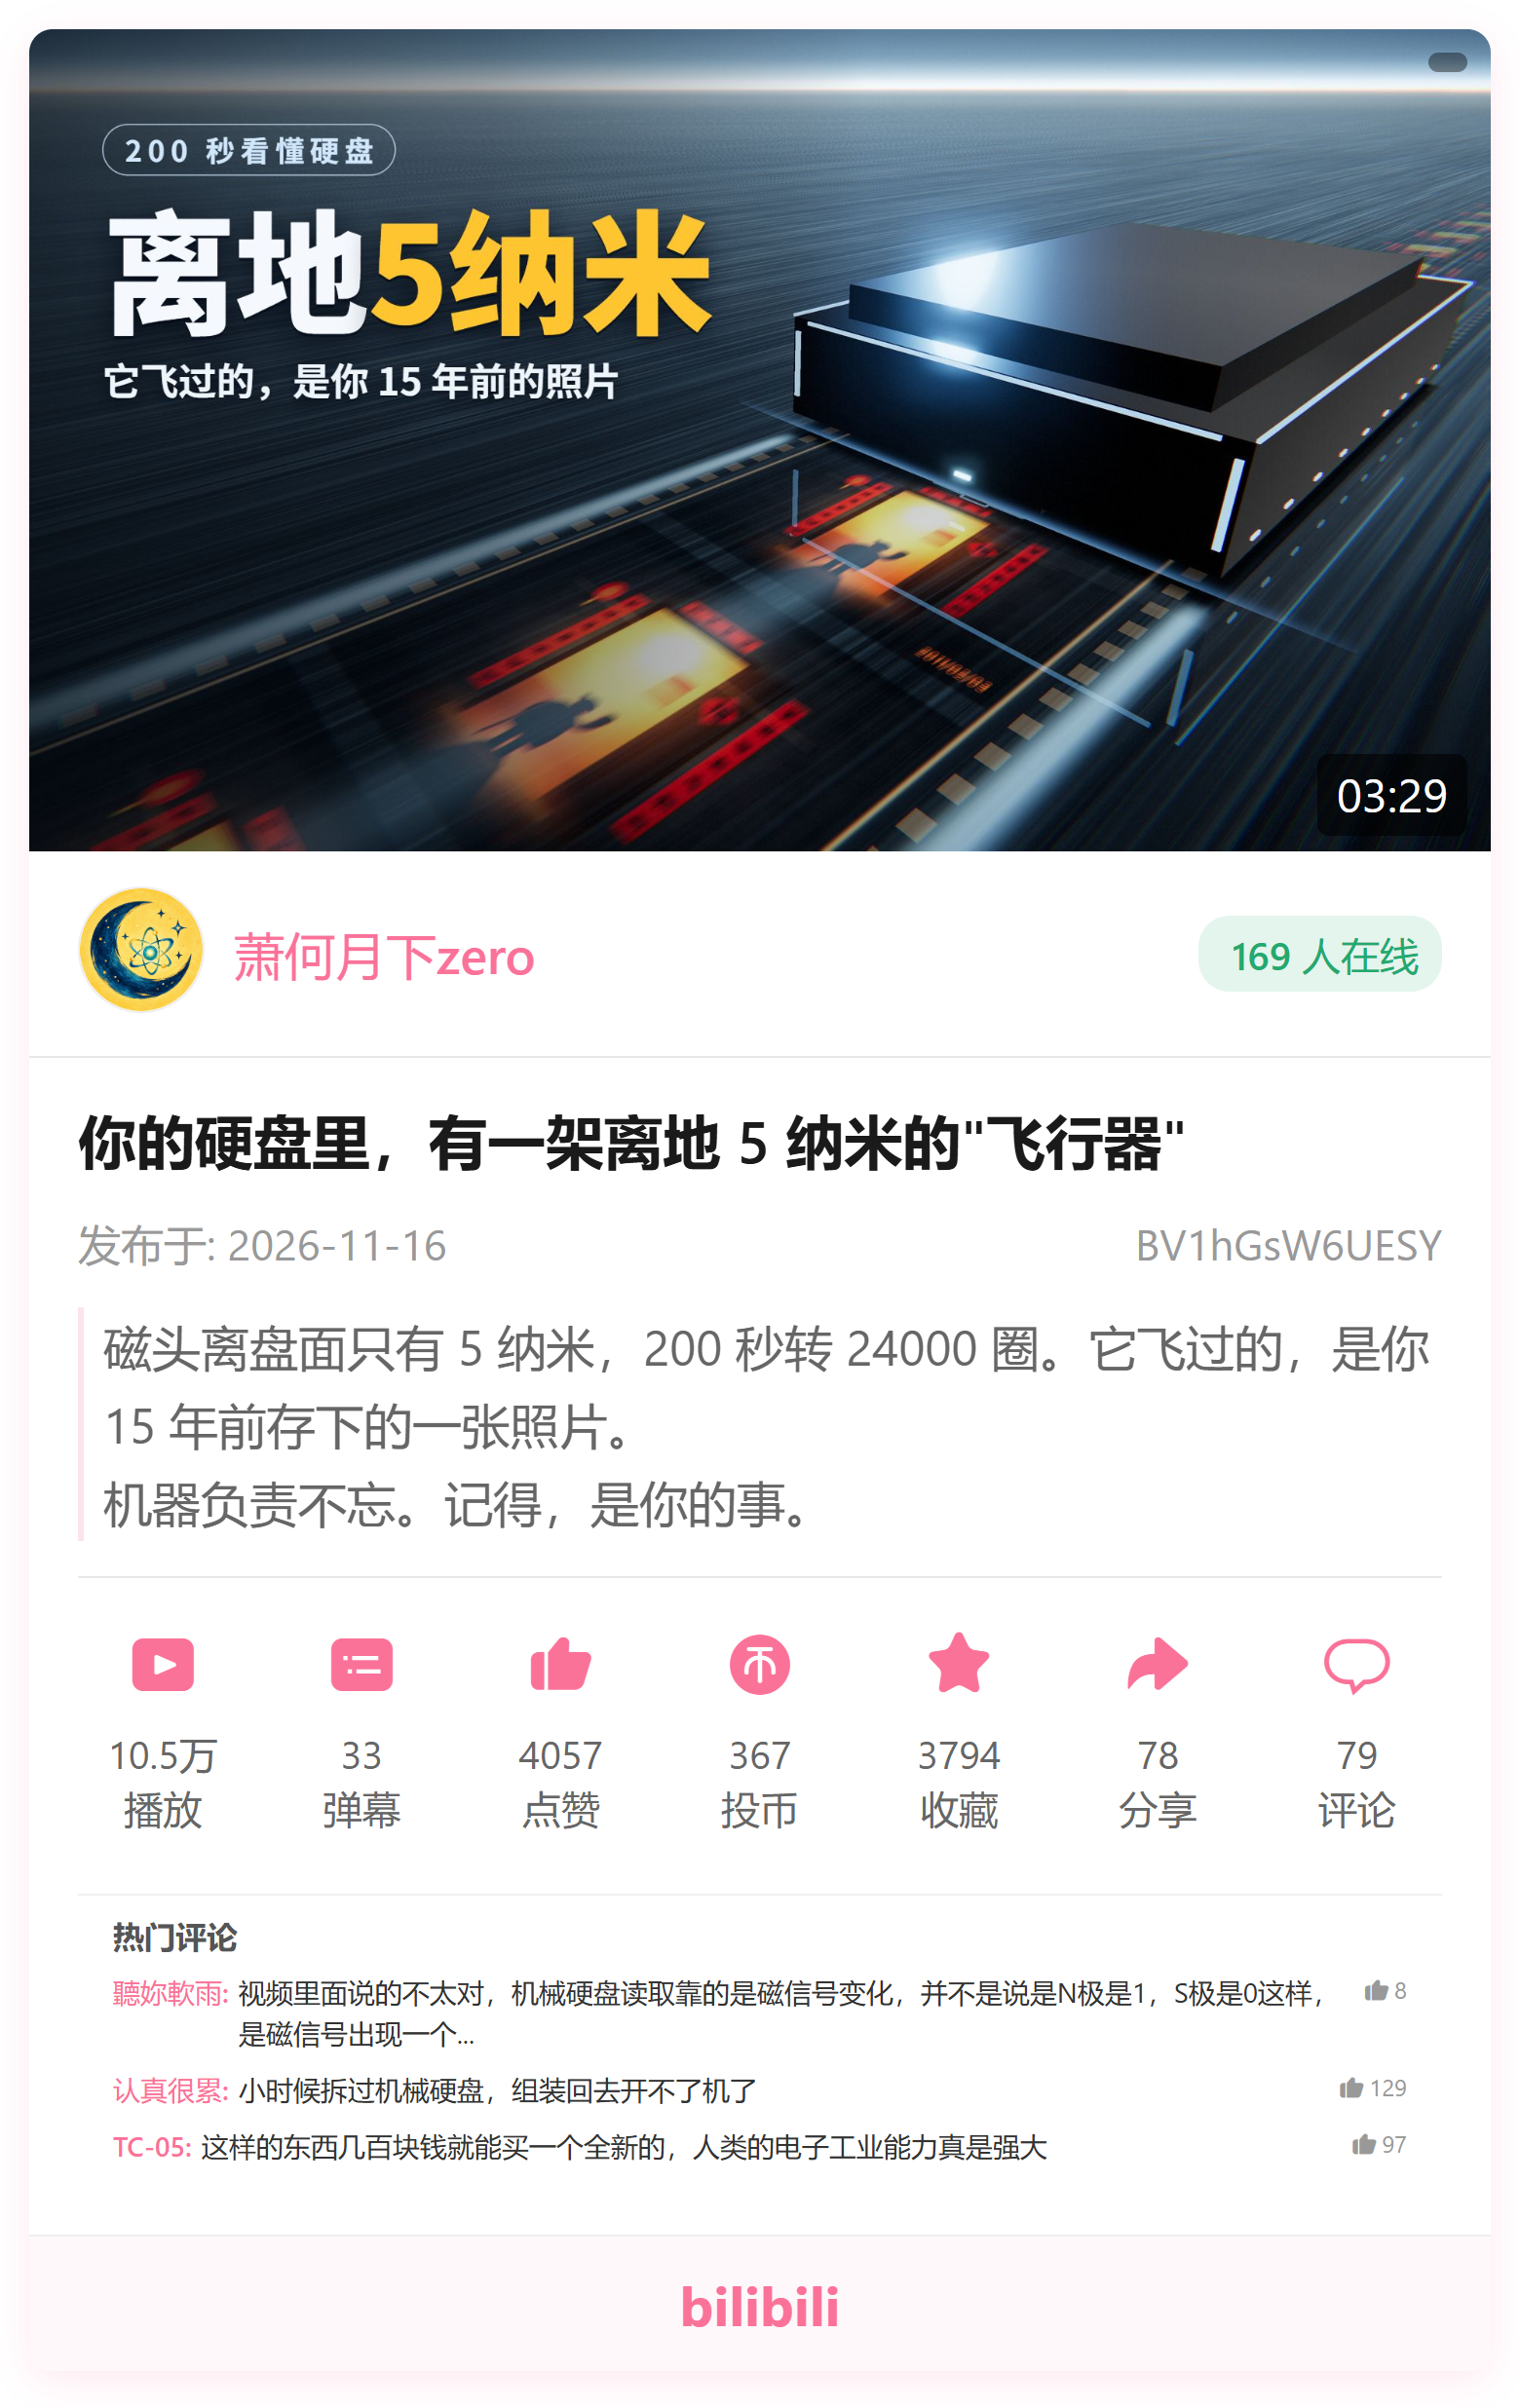 200 秒看懂硬盘
离地5纳米
它飞过的，是你 15 年前的照片
03:29
萧何月下zero
169 人在线
你的硬盘里，有一架离地 5 纳米的"飞行器"
发布于: 2026-11-16
BV1hGsW6UESY
磁头离盘面只有 5 纳米，200 秒转 24000 圈。它飞过的，是你
15 年前存下的一张照片。
机器负责不忘。记得，是你的事。
10.5万 33 4057 367 3794 78 79
播放 弹幕 点赞 投币 收藏 分享 评论
热门评论
聽妳軟雨: 视频里面说的不太对，机械硬盘读取靠的是磁信号变化，并不是说是N极是1，S极是0这样， 8
是磁信号出现一个...
认真很累: 小时候拆过机械硬盘，组装回去开不了机了 129
TC-05: 这样的东西几百块钱就能买一个全新的，人类的电子工业能力真是强大 97
bilibili